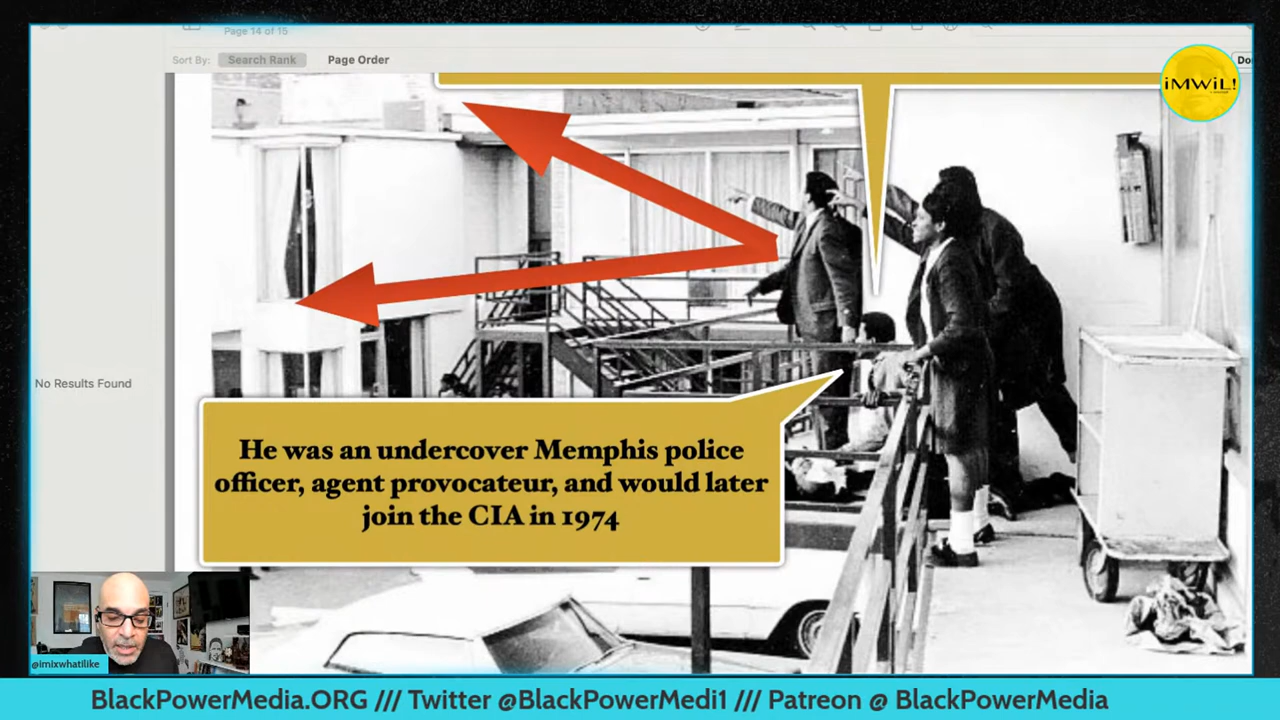 Page 14 of 15
Sort By: Search Rank Page Order
iMWiL!
No Results Found
He was an undercover Memphis police
officer, agent provocateur, and would later
join the CIA in 1974
@imixwhatilike
BlackPowerMedia.ORG /// Twitter @BlackPowerMedi1 /// Patreon @ BlackPowerMedia